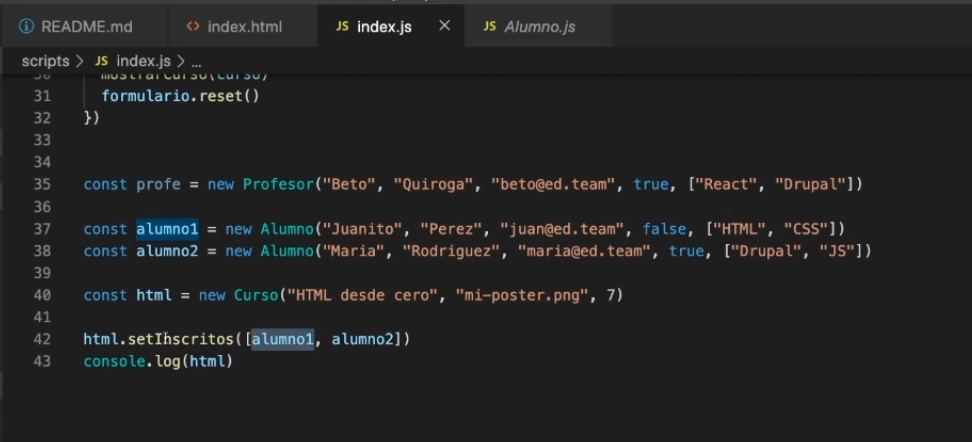 README.md index.html JS index.js JS Alumno.js
scripts > JS index.js > ...
30 mostrarCurso(curso)
31 formulario.reset()
32 })
33
34
35 const profe = new Profesor("Beto", "Quiroga", "beto@ed.team", true, ["React", "Drupal"])
36
37 const alumno1 = new Alumno("Juanito", "Perez", "juan@ed.team", false, ["HTML", "CSS"])
38 const alumno2 = new Alumno("Maria", "Rodriguez", "maria@ed.team", true, ["Drupal", "JS"])
39
40 const html = new Curso("HTML desde cero", "mi-poster.png", 7)
41
42 html.setInscritos([alumno1, alumno2])
43 console.log(html)